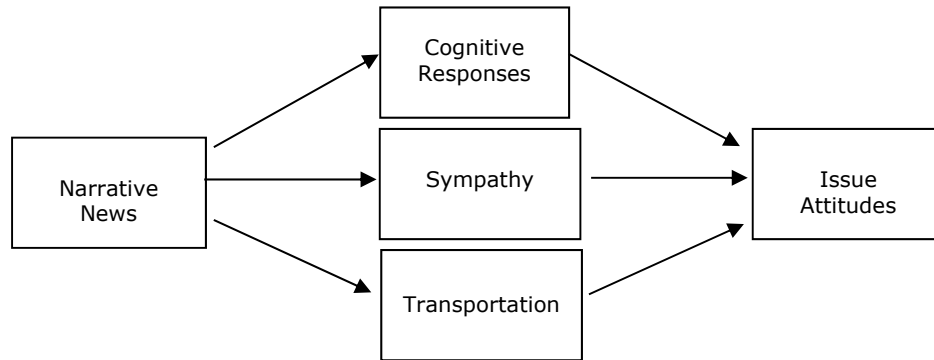 Cognitive
Responses
Narrative
News
Sympathy
Issue
Attitudes
Transportation